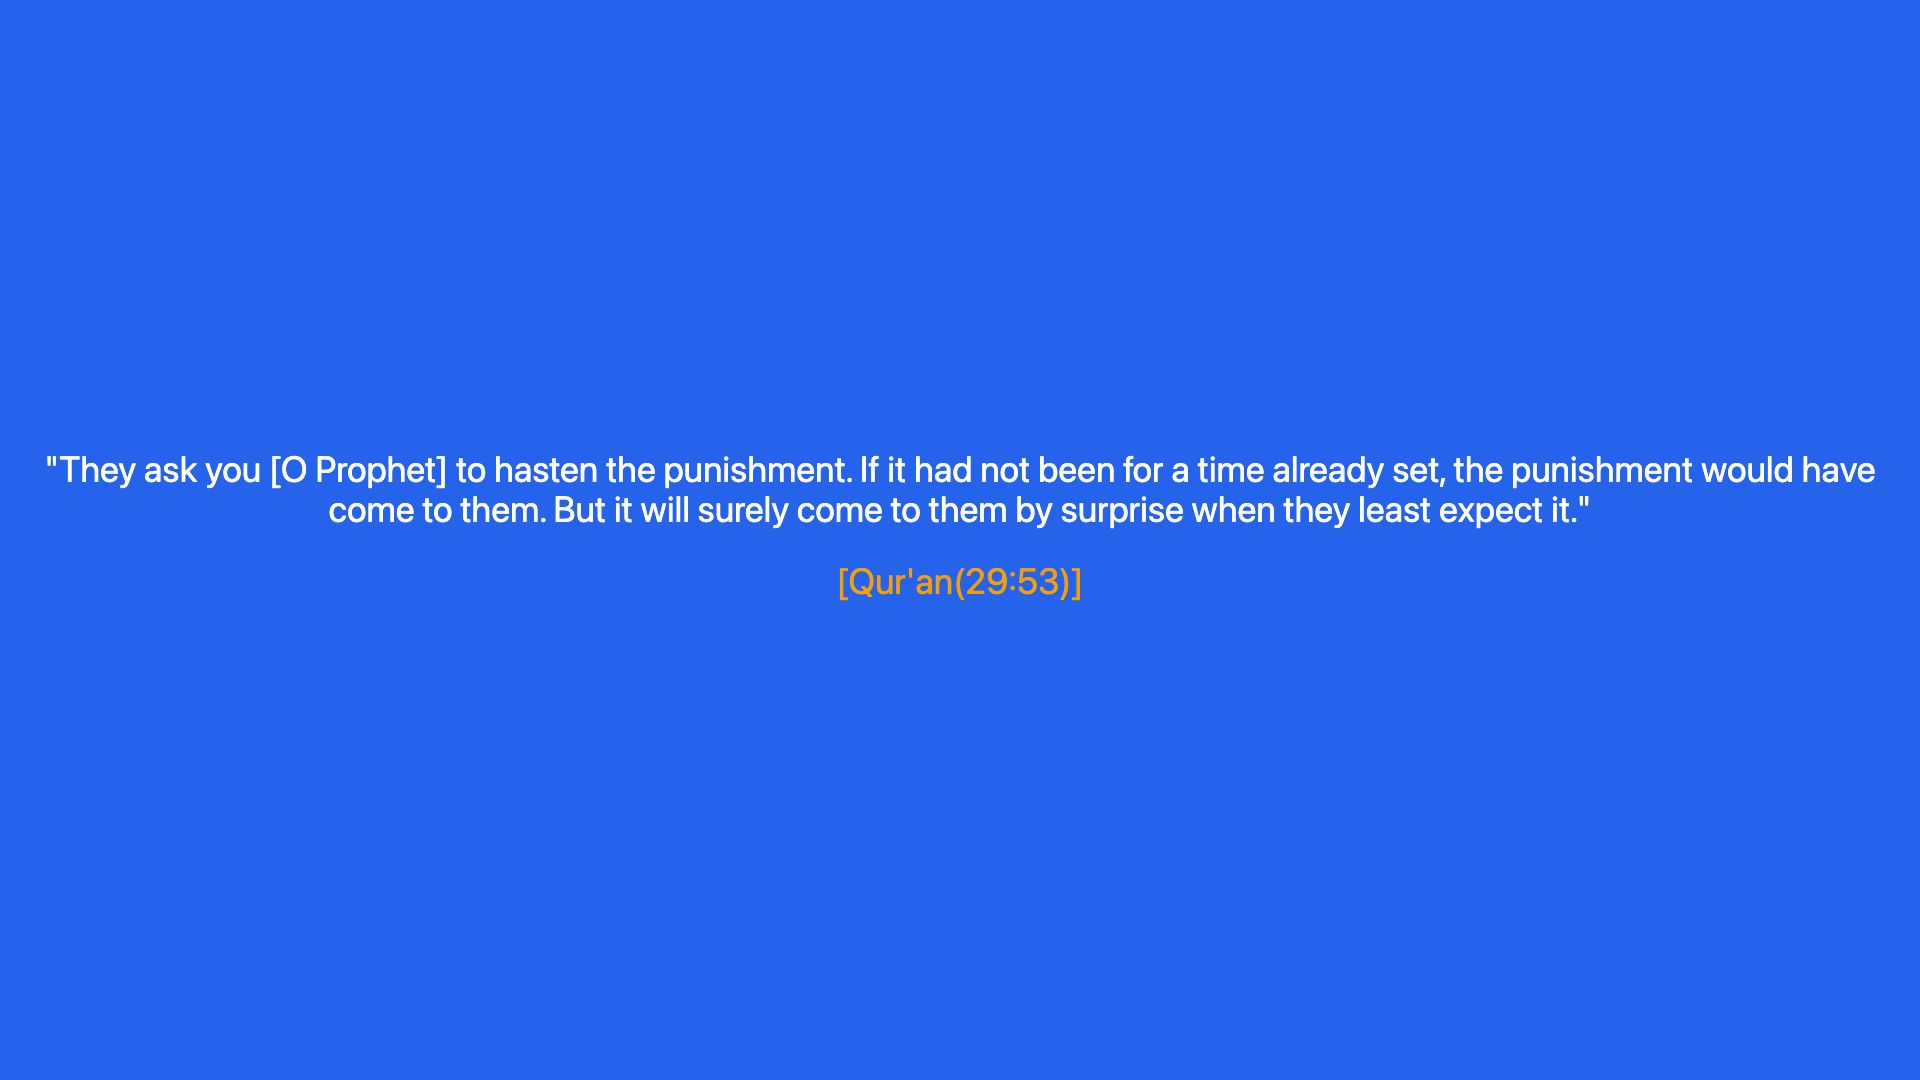 "They ask you [O Prophet] to hasten the punishment. If it had not been for a time already set, the punishment would have
come to them. But it will surely come to them by surprise when they least expect it."
[Qur'an(29:53)]